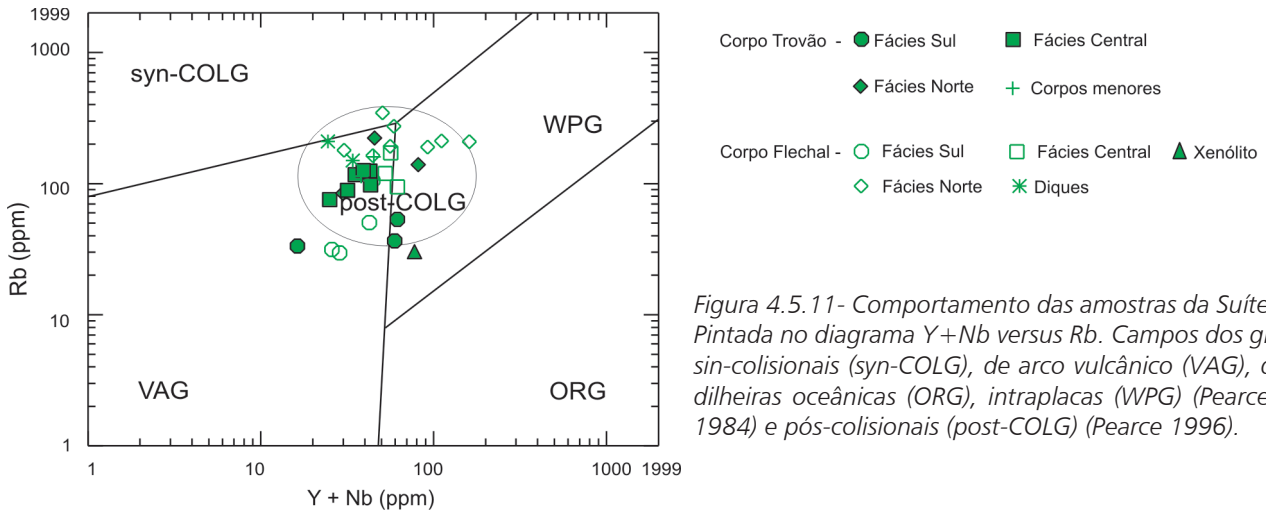 1999
1000
100
10
1
Rb (ppm)
syn-COLG
WPG
post-COLG
VAG
ORG
1
10
100
1000
1999
Y + Nb (ppm)
Corpo Trovão -
Fácies Sul
Fácies Central
Fácies Norte
Corpos menores
Corpo Flechal -
Fácies Sul
Fácies Central
Xenólito
Fácies Norte
Diques
Figura 4.5.11- Comportamento das amostras da Suíte
Pintada no diagrama Y+Nb versus Rb. Campos dos
sin-colisionais (syn-COLG), de arco vulcânico (VAG),
dilheiras oceânicas (ORG), intraplacas (WPG) (Pearce
1984) e pós-colisionais (post-COLG) (Pearce 1996).